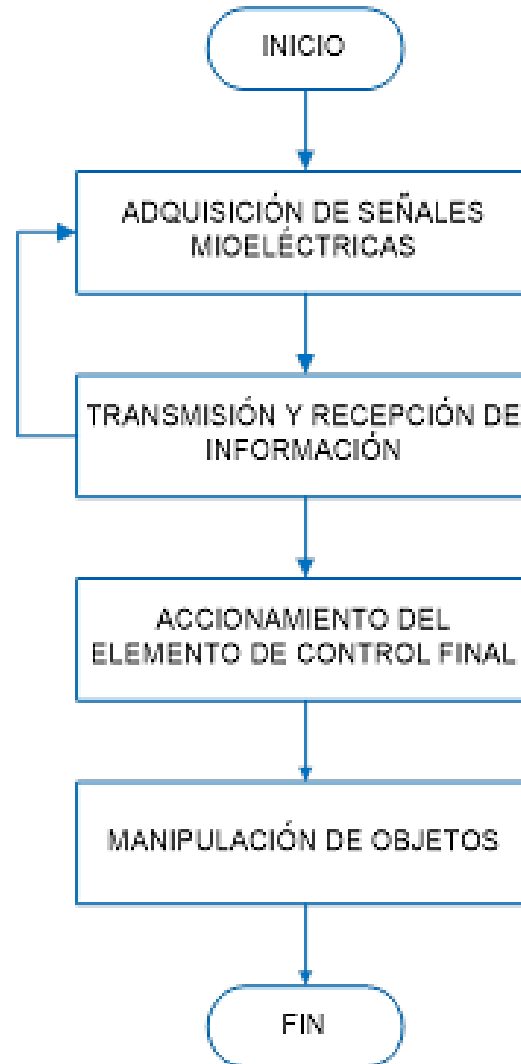 INICIO
ADQUISICIÓN DE SEÑALES
MIOELÉCTRICAS
TRANSMISIÓN Y RECEPCIÓN DE
INFORMACIÓN
ACCIONAMIENTO DEL
ELEMENTO DE CONTROL FINAL
MANIPULACIÓN DE OBJETOS
FIN